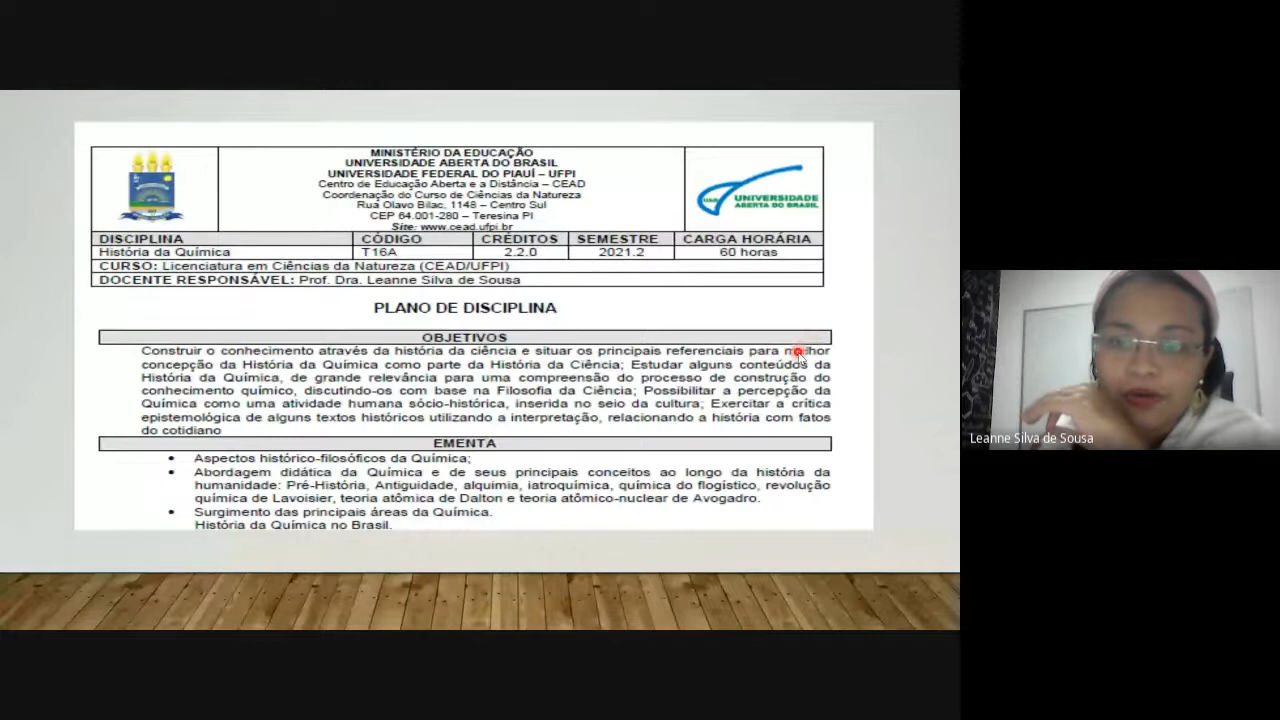 MINISTÉRIO DA EDUCAÇÃO
UNIVERSIDADE ABERTA DO BRASIL
UNIVERSIDADE FEDERAL DO PIAUÍ – UFPI
Centro de Educação Aberta e a Distância – CEAD
Coordenação do Curso de Ciências da Natureza
Rua Olavo Bilac, 1148 – Centro Sul
CEP 64.001-280 – Teresina PI
Site: www.cead.ufpi.br
UAB UNIVERSIDADE
ABERTA DO BRASIL
DISCIPLINA CÓDIGO CRÉDITOS SEMESTRE CARGA HORÁRIA
História da Química T16A 2.2.0 2021.2 60 horas
CURSO: Licenciatura em Ciências da Natureza (CEAD/UFPI)
DOCENTE RESPONSÁVEL: Prof. Dra. Leanne Silva de Sousa
PLANO DE DISCIPLINA
OBJETIVOS
Construir o conhecimento através da história da ciência e situar os principais referenciais para melhor
concepção da História da Química como parte da História da Ciência; Estudar alguns conteúdos da
História da Química, de grande relevância para uma compreensão do processo de construção do
conhecimento químico, discutindo-os com base na Filosofia da Ciência; Possibilitar a percepção da
Química como uma atividade humana sócio-histórica, inserida no seio da cultura; Exercitar a crítica
epistemológica de alguns textos históricos utilizando a interpretação, relacionando a história com fatos
do cotidiano
EMENTA
• Aspectos histórico-filosóficos da Química;
• Abordagem didática da Química e de seus principais conceitos ao longo da história da
humanidade: Pré-História, Antiguidade, alquimia, iatroquímica, química do flogístico, revolução
química de Lavoisier, teoria atômica de Dalton e teoria atômico-nuclear de Avogadro.
• Surgimento das principais áreas da Química.
História da Química no Brasil.
Leanne Silva de Sousa